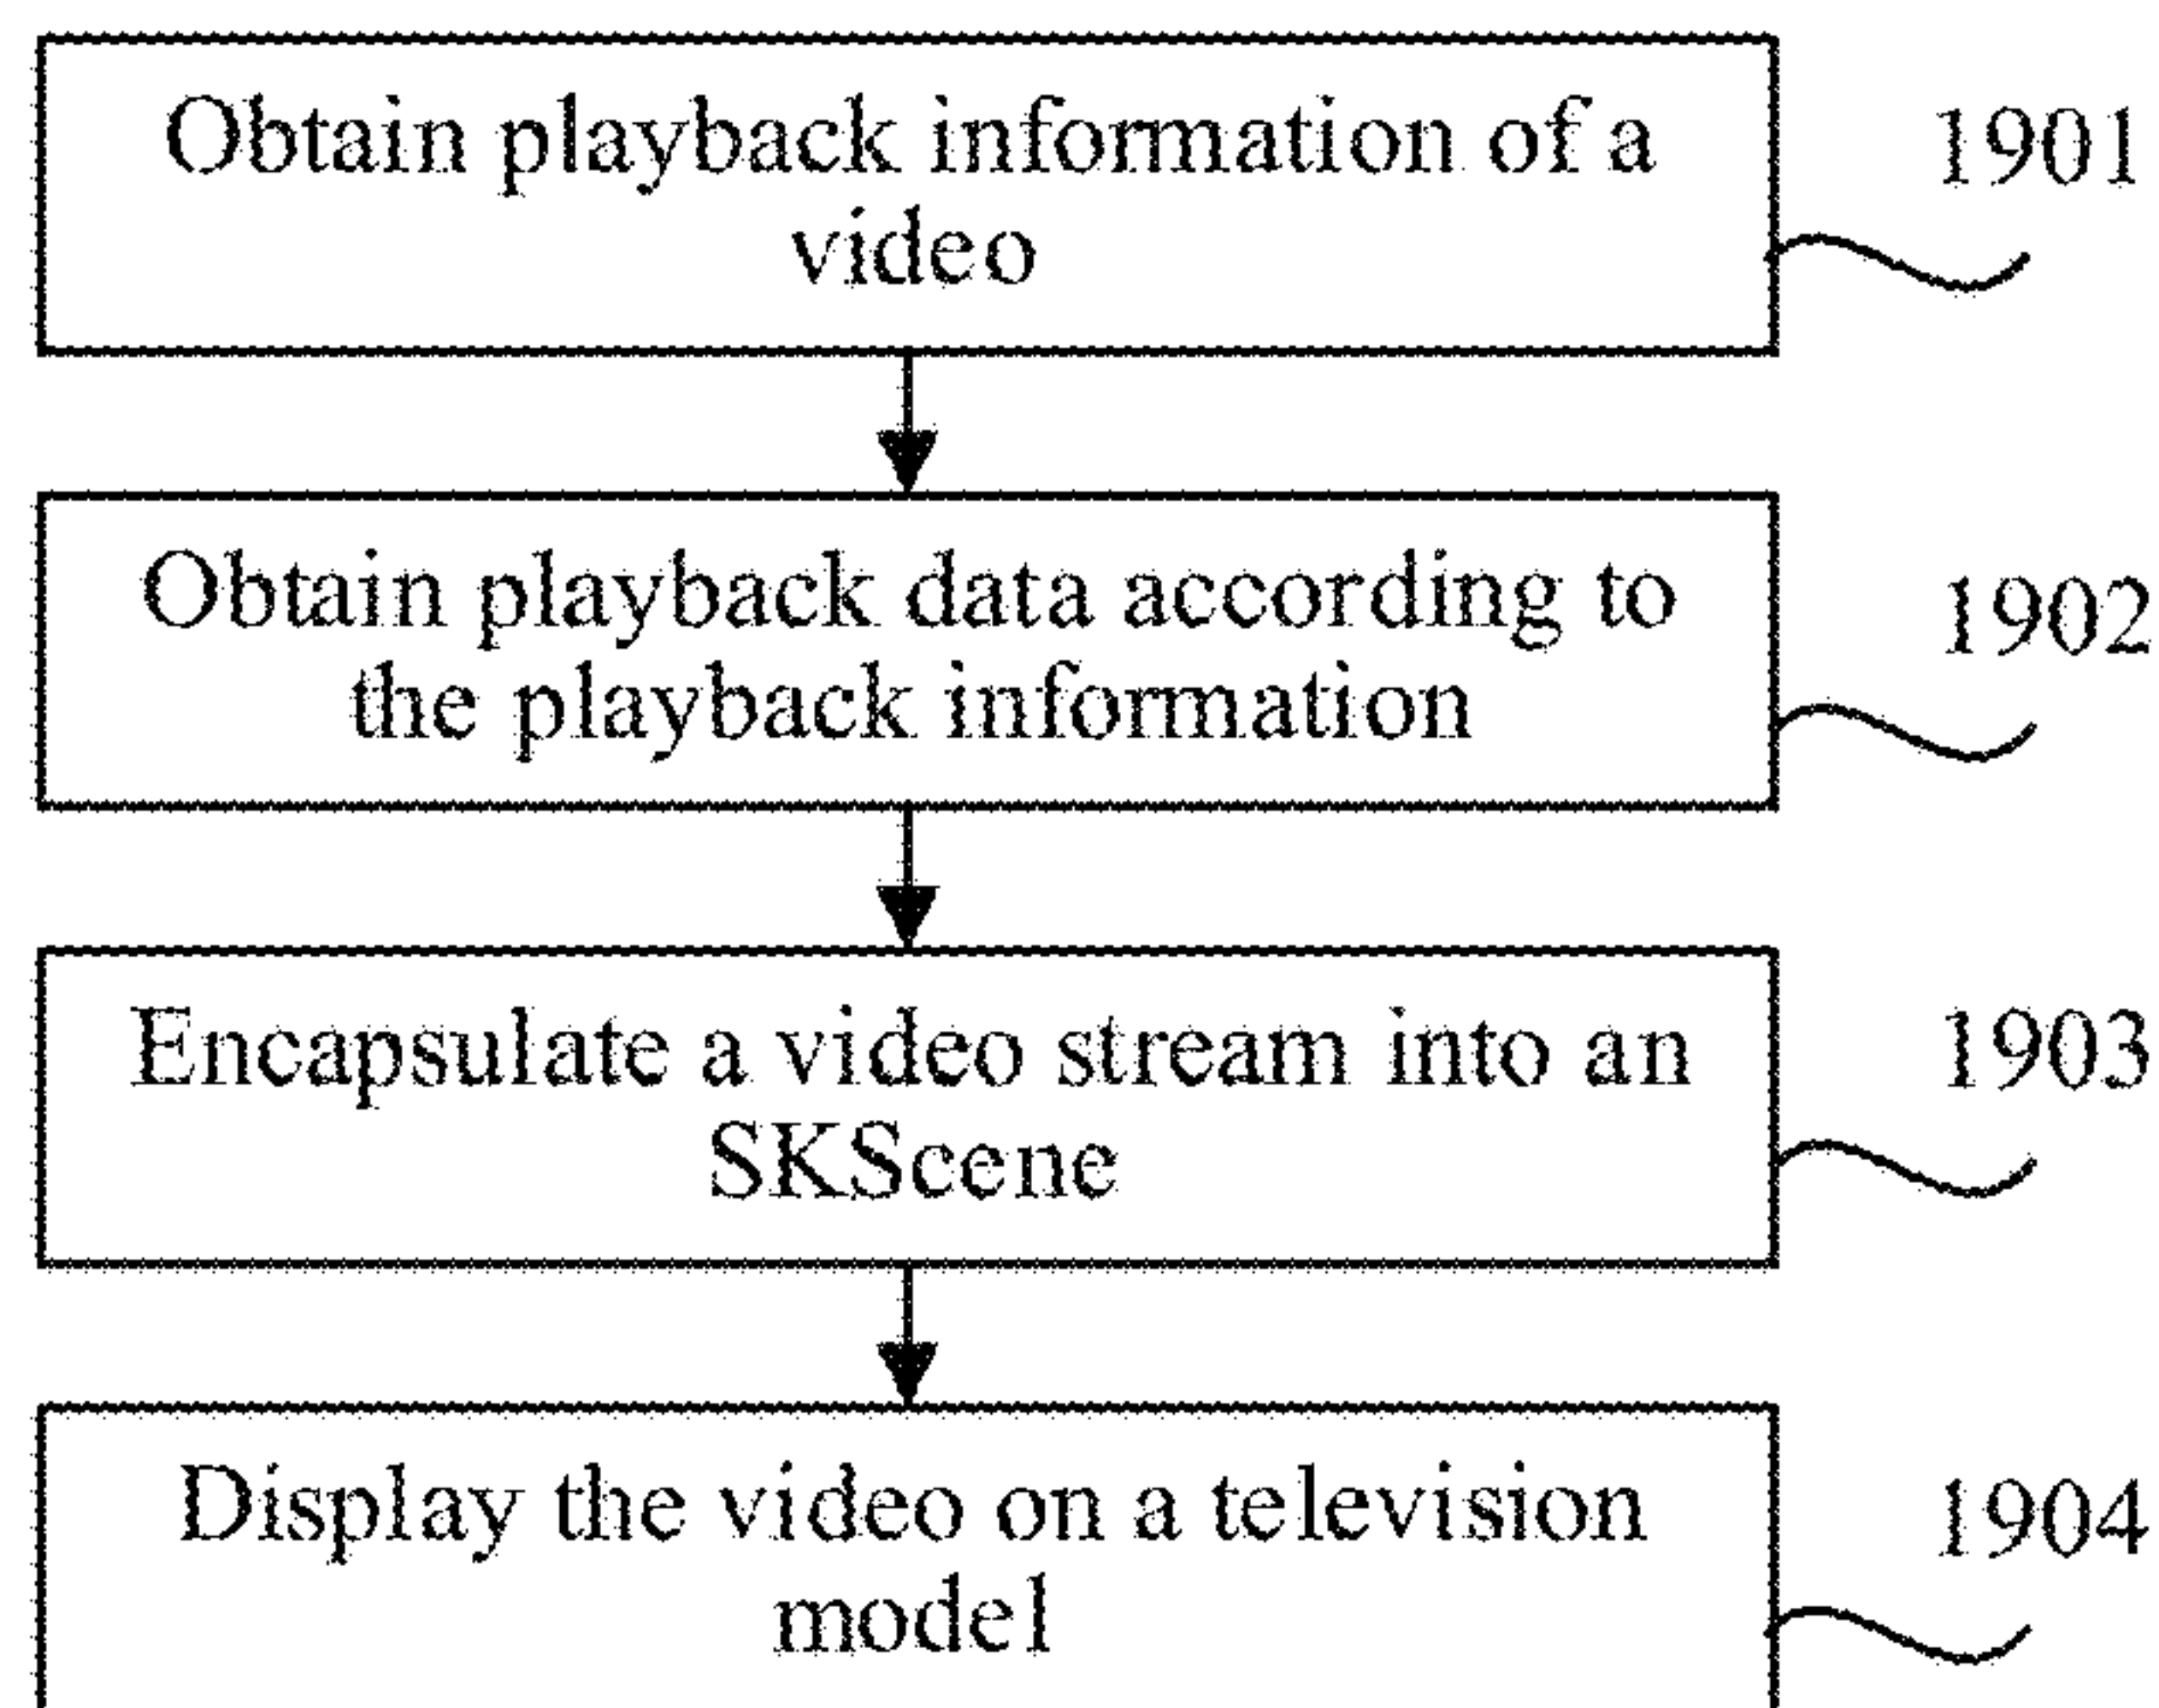 Obtain playback information of a
video
1901
Obtain playback data according to
the playback information
1902
Encapsulate a video stream into an
SKScene
1903
Display the video on a television
model
1904